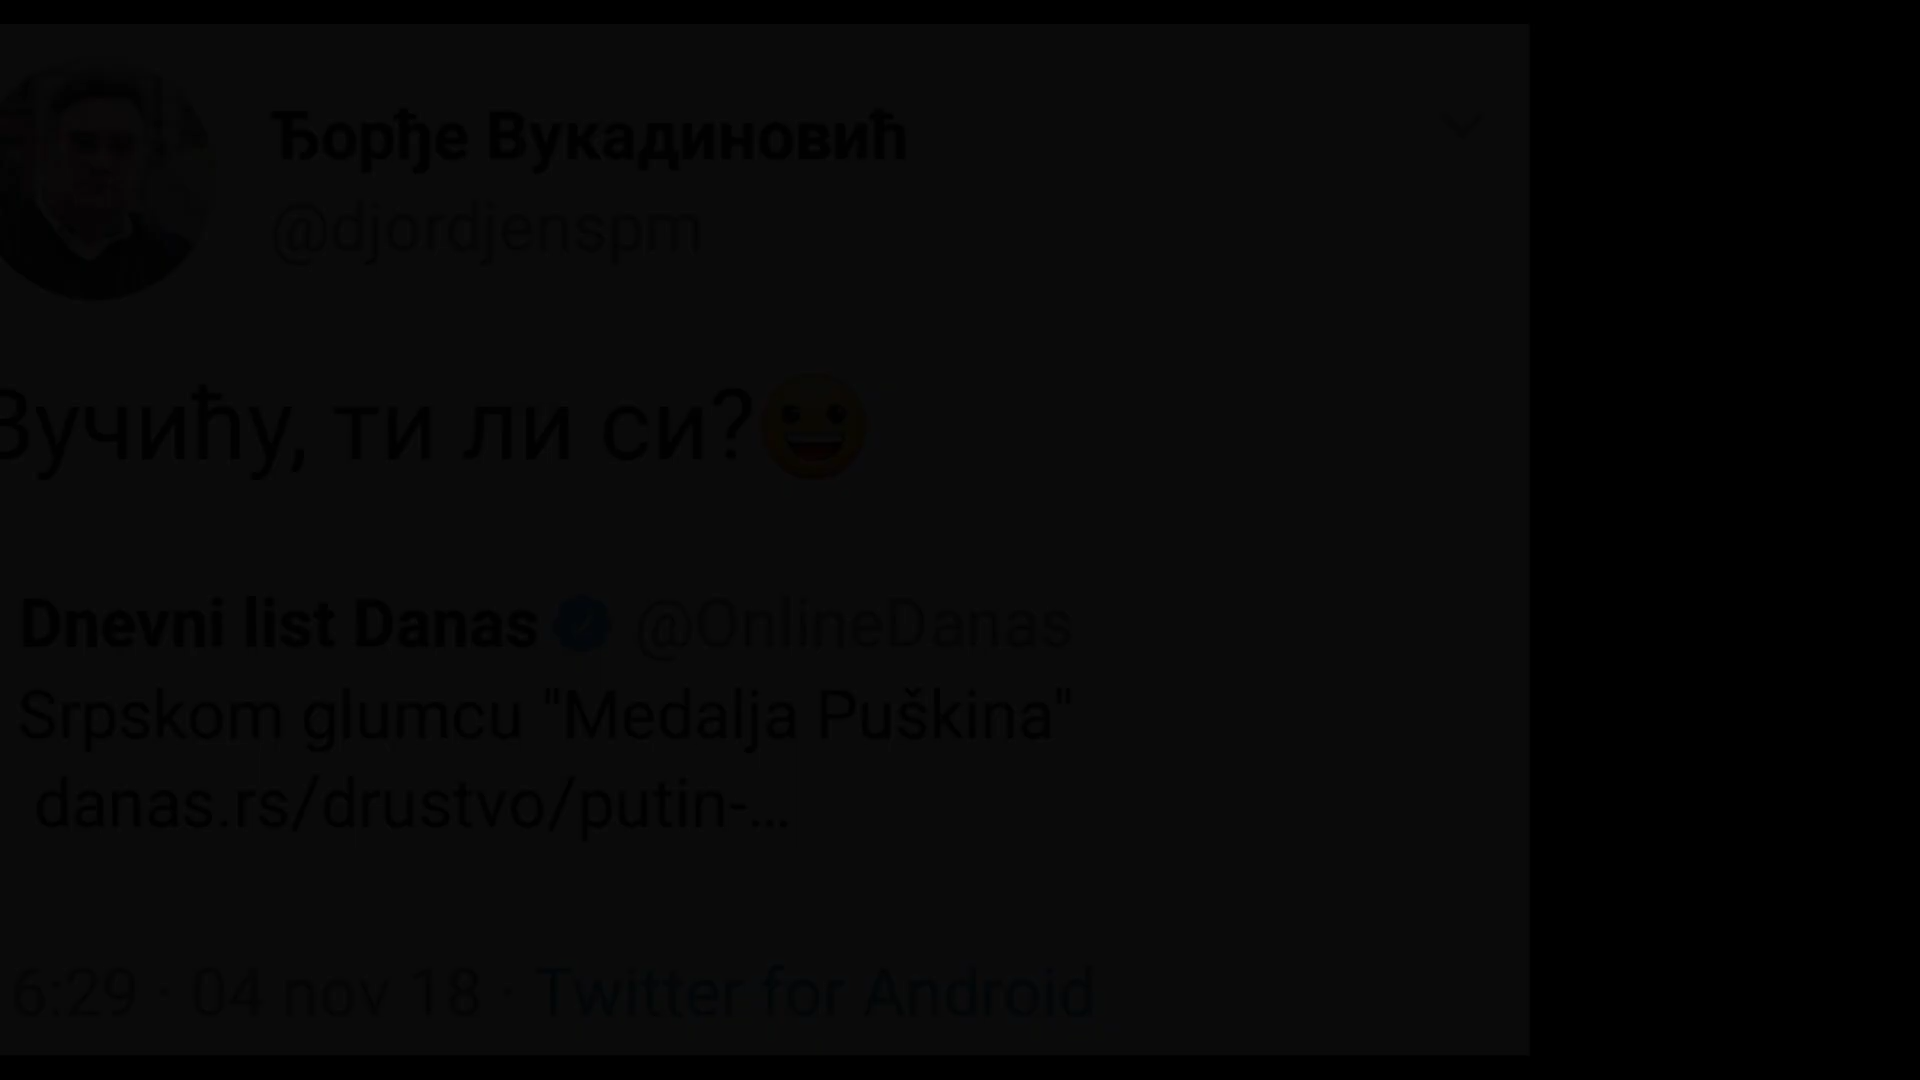 Ђорђе Вукадиновић
@djordjenspm
Вучићу, ти ли си?😀
Dnevni list Danas @OnlineDanas
Srpskom glumcu "Medalja Puškina"
danas.rs/drustvo/putin-...
6:29 · 04 nov 18 · Twitter for Android